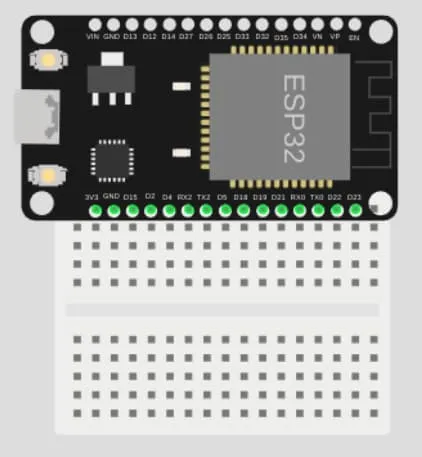 VIN GND D13 D12 D14 D27 D26 D25 D33 D32 D35 D34 VN VP EN
ESP32
3V3 GND D15 D2 D4 RX2 TX2 D5 D18 D19 D21 RX0 TX0 D22 D23